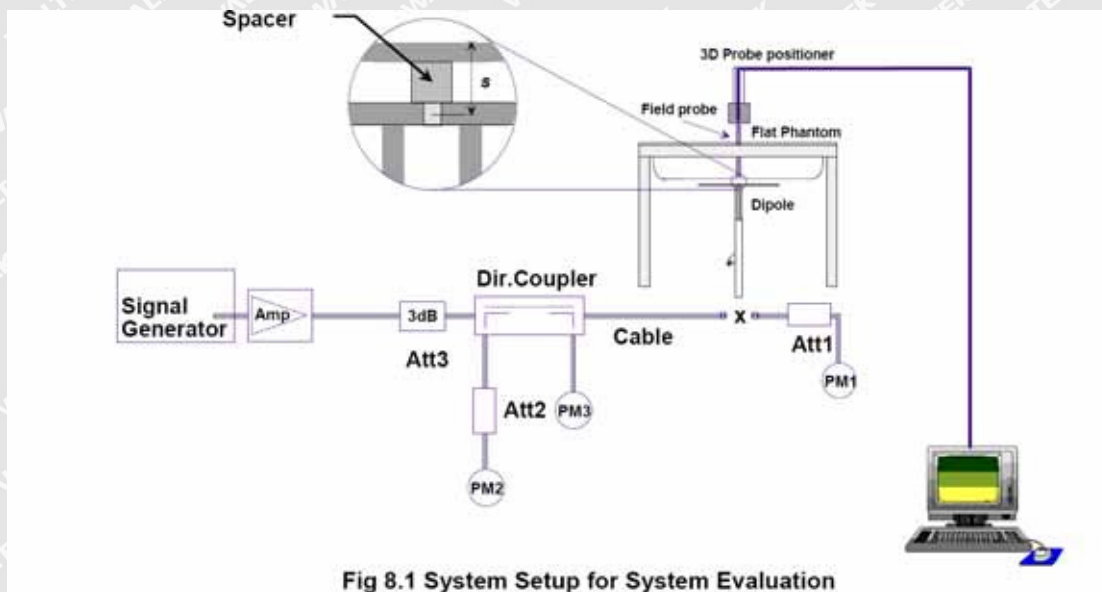 Spacer
s
3D Probe positioner
Field probe
Flat Phantom
Dipole
Signal
Generator
Amp
3dB
Att3
Dir.Coupler
Att2
PM2
PM3
Cable
x
Att1
PM1
Fig 8.1 System Setup for System Evaluation